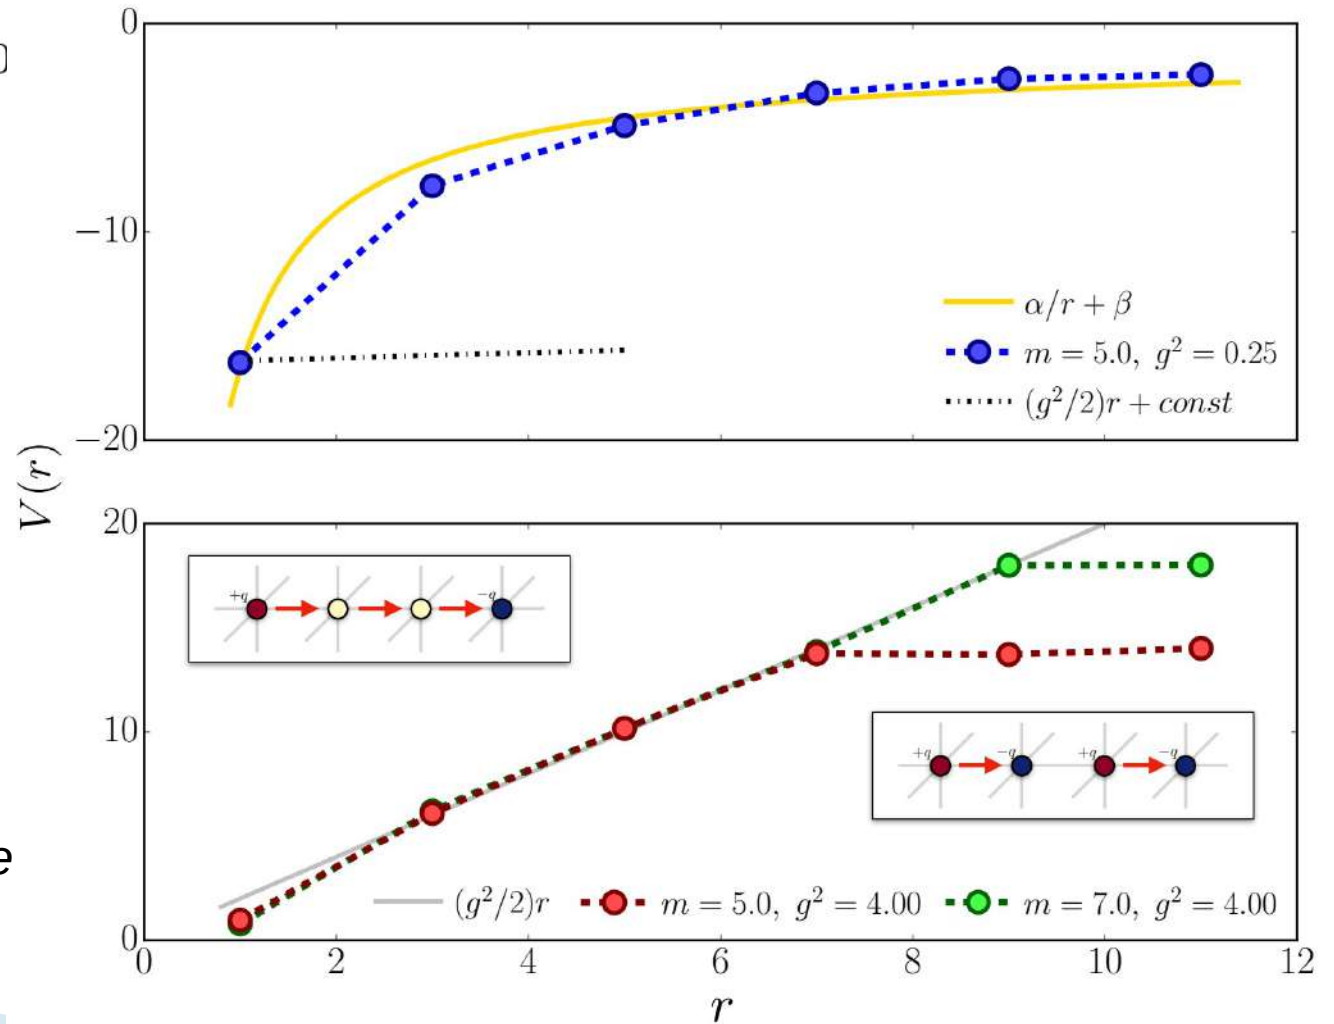 0
−10
−20
α/r + β
m = 5.0, g² = 0.25
(g²/2)r + const
V(r)
20
10
0
+q
−q
+q
−q
+q
−q
(g²/2)r
m = 5.0, g² = 4.00
m = 7.0, g² = 4.00
0 2 4 6 8 10 12
r
e